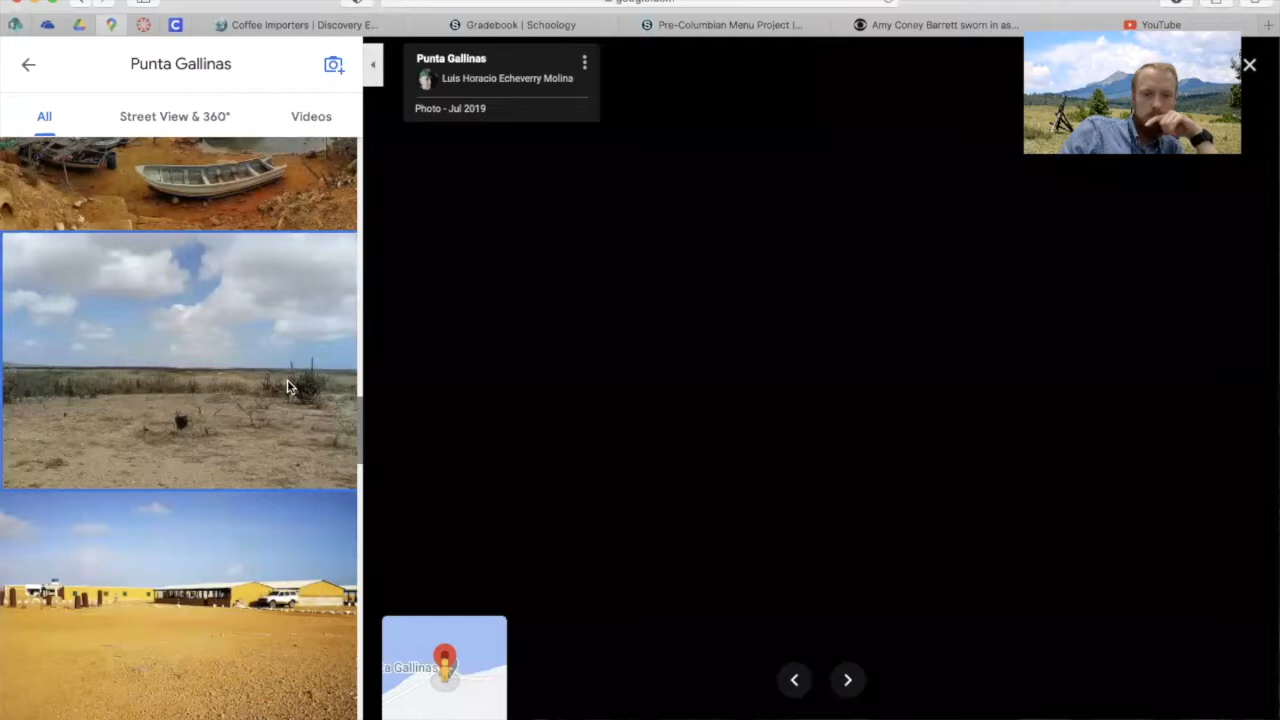 Coffee Importers | Discovery E...
Gradebook | Schoology
Pre-Columbian Menu Project |...
Amy Coney Barrett sworn in as...
YouTube
Punta Gallinas
All
Street View & 360°
Videos
Punta Gallinas
Luis Horacio Echeverry Molina
Photo - Jul 2019
a Gallinas